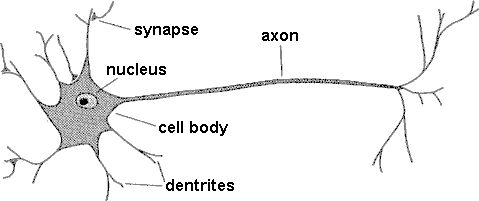 synapse
axon
nucleus
cell body
dentrites